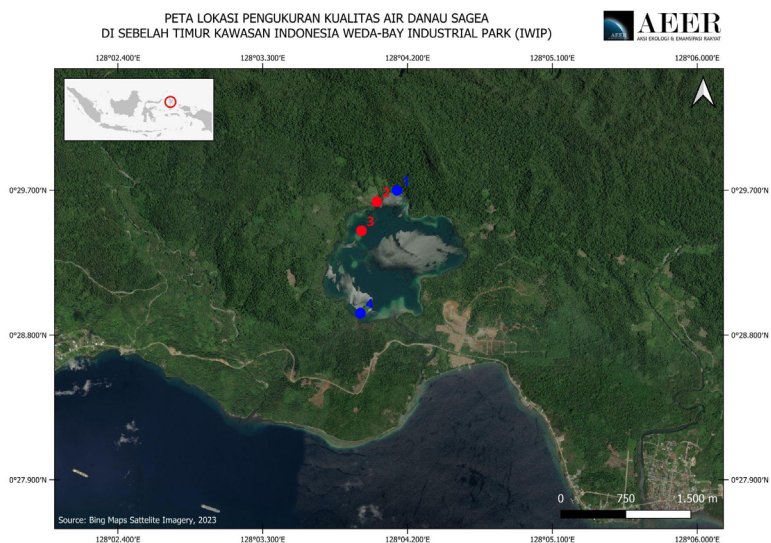 PETA LOKASI PENGUKURAN KUALITAS AIR DANAU SAGEA
DI SEBELAH TIMUR KAWASAN INDONESIA WEDA-BAY INDUSTRIAL PARK (IWIP)
AEER
AEER
AKSI EKOLOGI & EMANSIPASI RAKYAT
128°02.400'E 128°03.300'E 128°04.200'E 128°05.100'E 128°06.000'E
0°29.700'N 0°29.700'N
1
2
3
4
0°28.800'N 0°28.800'N
0°27.900'N 0°27.900'N
0 750 1.500 m
Source: Bing Maps Sattelite Imagery, 2023
128°02.400'E 128°03.300'E 128°04.200'E 128°05.100'E 128°06.000'E